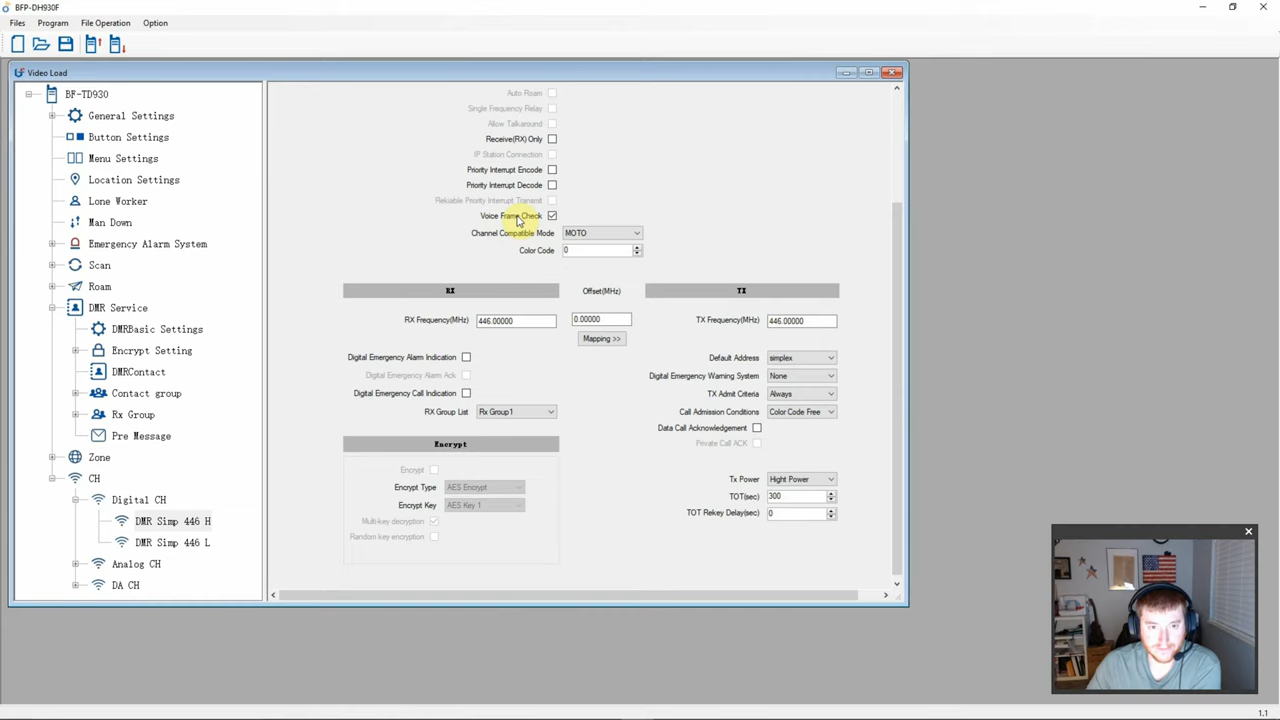 BFP-DH930F
Files Program File Operation Option
Video Load
BF-TD930
General Settings
Button Settings
Menu Settings
Location Settings
Lone Worker
Man Down
Emergency Alarm System
Scan
Roam
DMR Service
DMRBasic Settings
Encrypt Setting
DMRContact
Contact group
Rx Group
Pre Message
Zone
CH
Digital CH
DMR Simp 446 H
DMR Simp 446 L
Analog CH
DA CH
Auto Roam
Single Frequency Relay
Allow Talkaround
Receive(RX) Only
IP Station Connection
Priority Interrupt Encode
Priority Interrupt Decode
Rekiable Priority Interrupt Transmit
Voice Frame Check
Channel Compatible Mode MOTO
Color Code 0
RX Offset(MHz) TX
RX Frequency(MHz) 446.00000 0.00000 TX Frequency(MHz) 446.00000
Mapping >>
Digital Emergency Alarm Indication Default Address simplex
Digital Emergency Alarm Ack Digital Emergency Warning System None
Digital Emergency Call Indication TX Admit Criteria Always
RX Group List Rx Group1 Call Admission Conditions Color Code Free
Data Call Acknowledgement
Encrypt Private Call ACK
Encrypt
Encrypt Type AES Encrypt Tx Power Hight Power
Encrypt Key AES Key 1 TOT(sec) 300
Multi-key decryption TOT Rekey Delay(sec) 0
Random key encryption
1.1